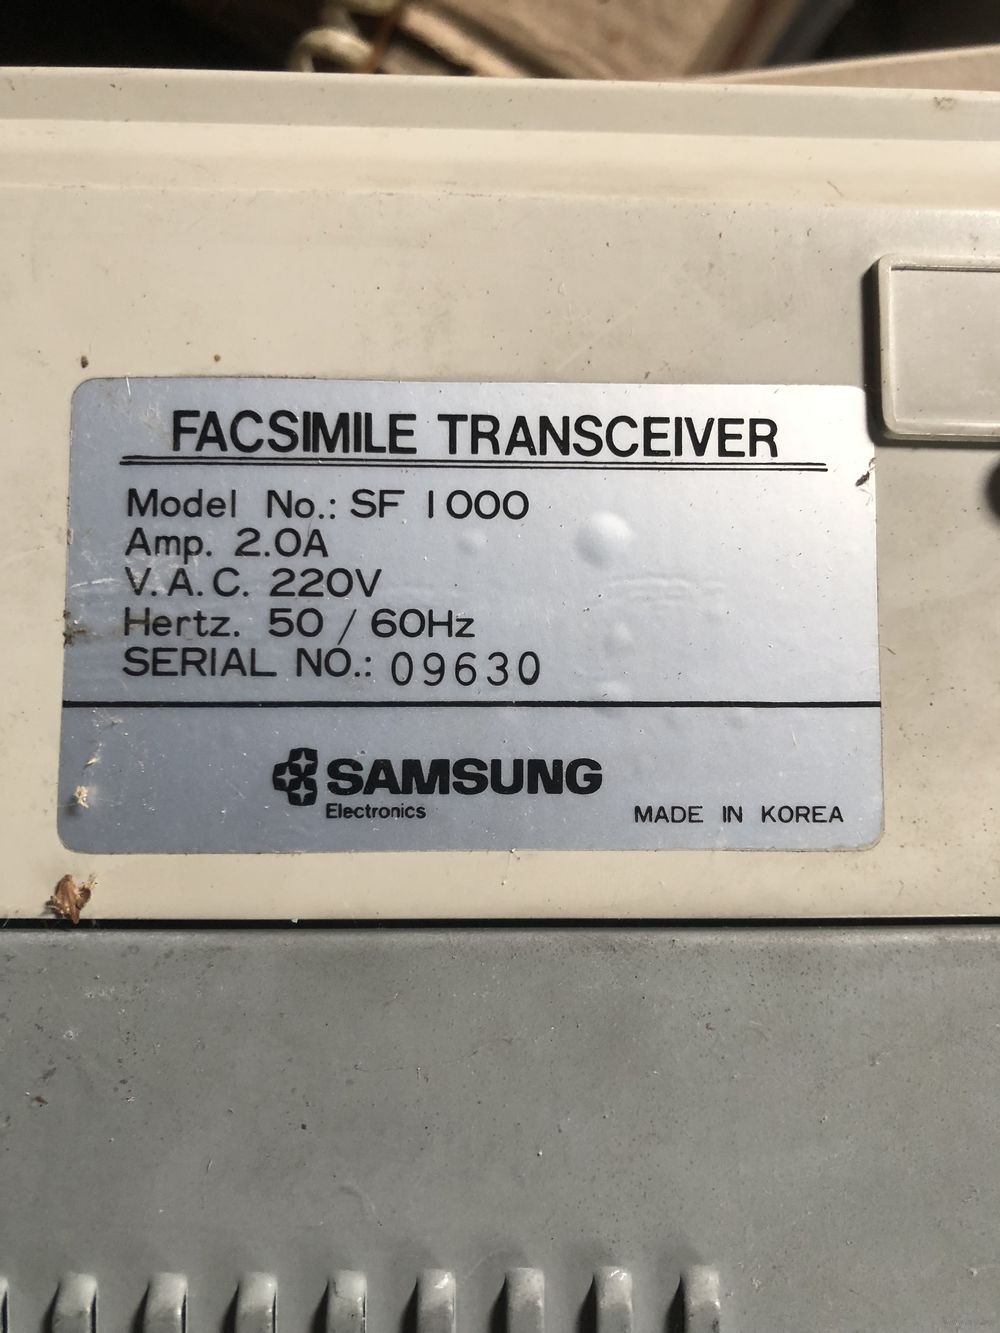 FACSIMILE TRANSCEIVER
Model No.: SF 1000
Amp. 2.0A
V.A.C. 220V
Hertz. 50 / 60Hz
SERIAL NO.: 09630
SAMSUNG
Electronics
MADE IN KOREA